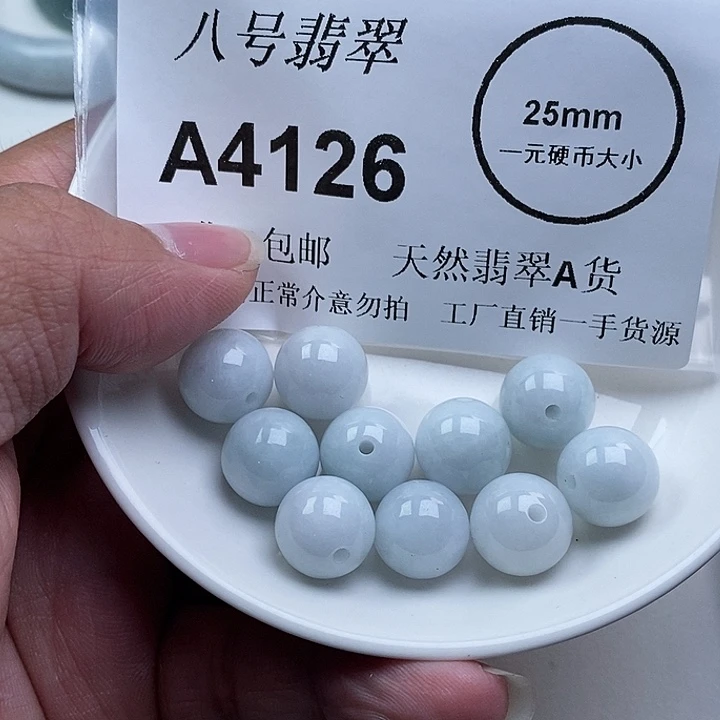 八号翡翠
25mm
一元硬币大小
A4126
包邮 天然翡翠A货
正常介意勿拍 工厂直销一手货源